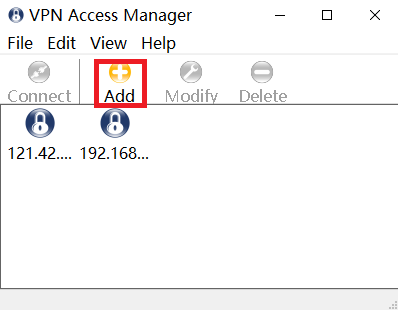 VPN Access Manager
File Edit View Help
Connect Add Modify Delete
121.42.... 192.168...